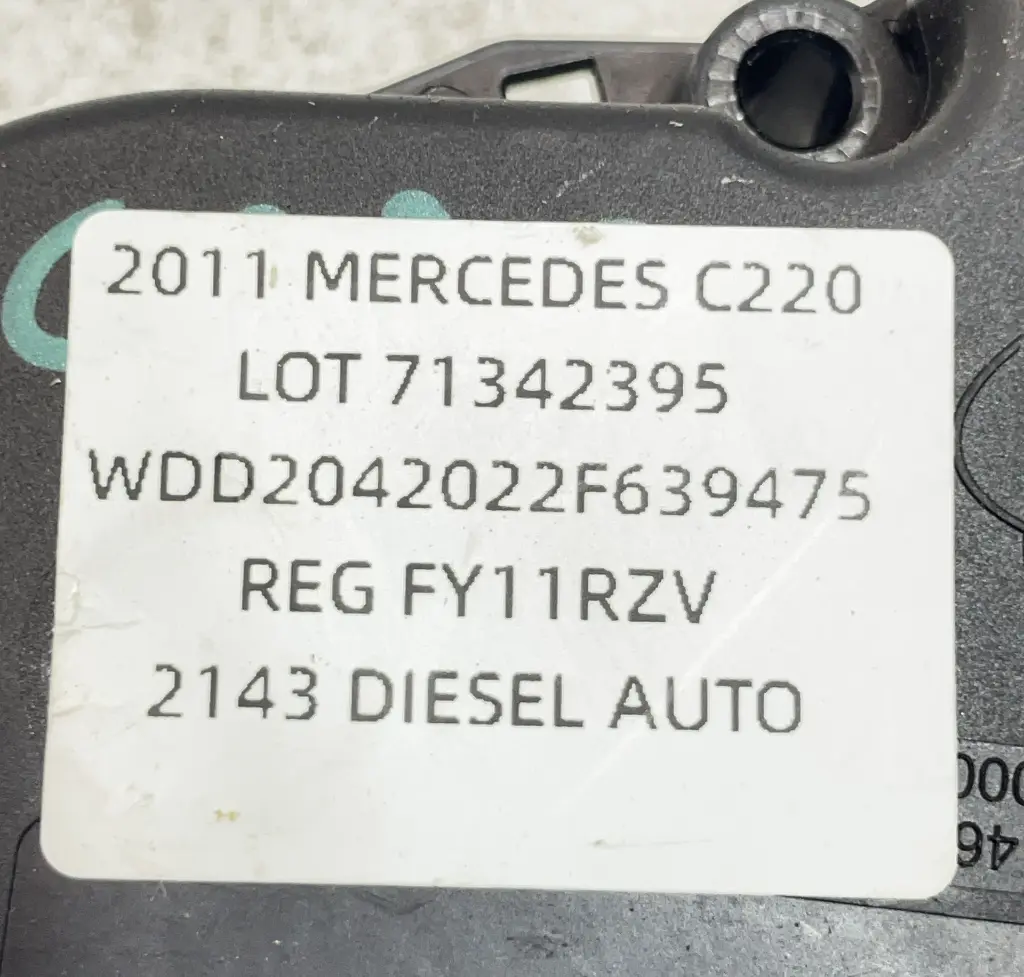 2011 MERCEDES C220
LOT 71342395
WDD2042022F639475
REG FY11RZV
2143 DIESEL AUTO